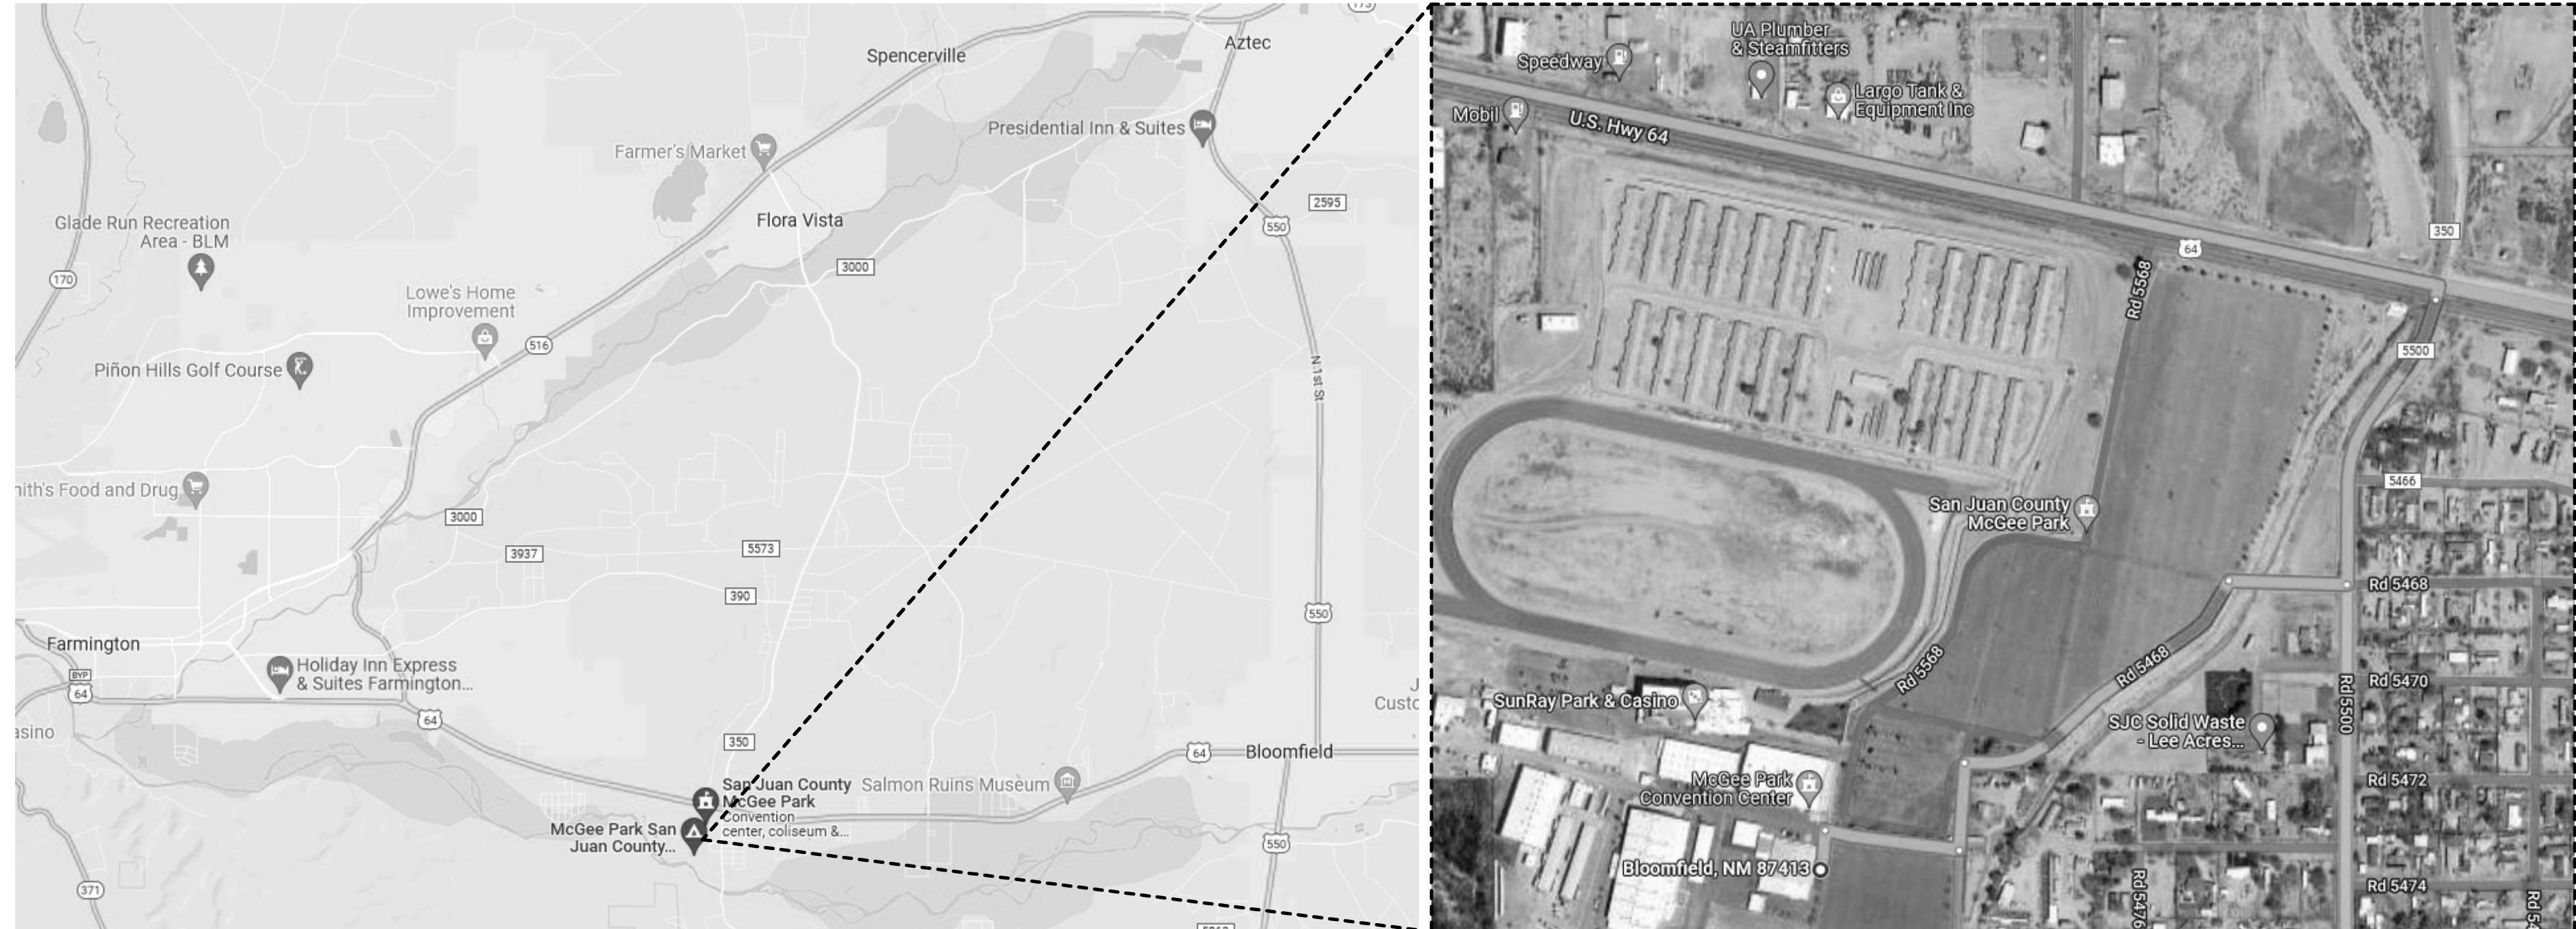 173
Spencerville
Aztec
Presidential Inn & Suites
Farmer's Market
Flora Vista
2595
550
Glade Run Recreation
Area - BLM
170
3000
Lowe's Home
Improvement
516
Piñon Hills Golf Course
N 1st St
nith's Food and Drug
3000
3937
5573
390
550
Farmington
Holiday Inn Express
& Suites Farmington...
BYP
64
64
asino
J
Custo
350
64
Bloomfield
San Juan County
McGee Park
Convention
center, coliseum &...
Salmon Ruins Museum
McGee Park San
Juan County...
550
371
UA Plumber
& Steamfitters
Speedway
Largo Tank &
Equipment Inc
Mobil
U.S. Hwy 64
350
64
Rd 5568
5500
5466
San Juan County
McGee Park
Rd 5468
Rd 5568
Rd 5468
Rd 5470
SunRay Park & Casino
Rd 5500
SJC Solid Waste
- Lee Acres...
McGee Park
Convention Center
Rd 5472
Bloomfield, NM 87413
Rd 5476
Rd 5474
Rd 54